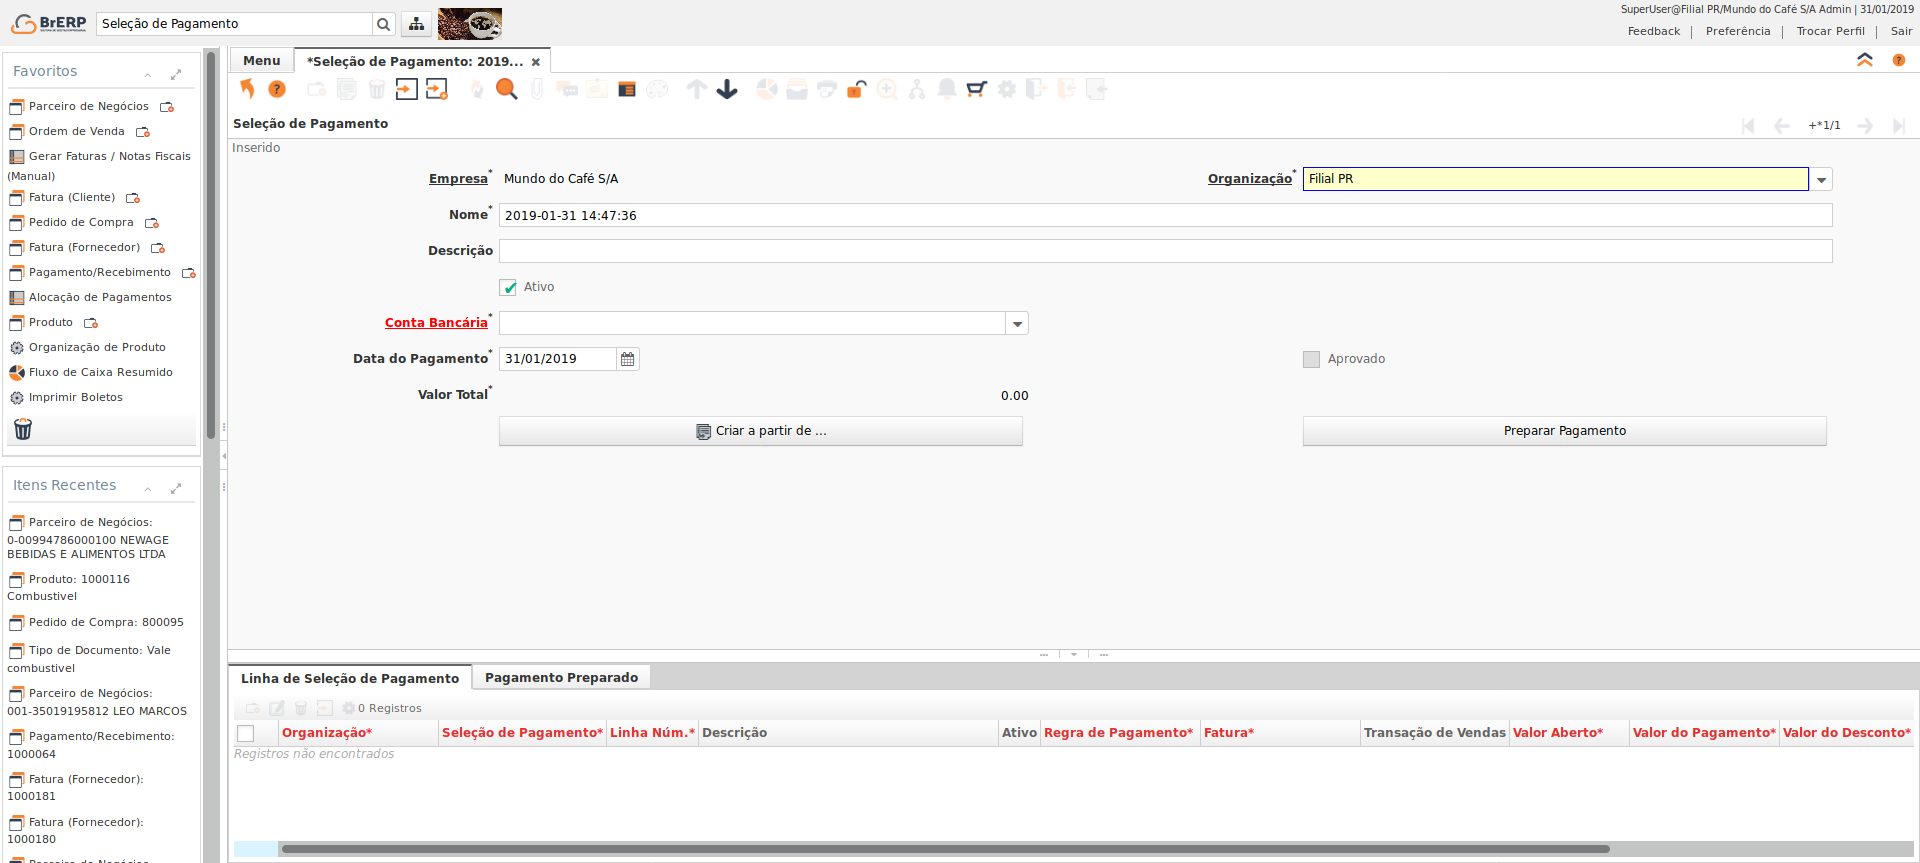 BrERP
Seleção de Pagamento
SuperUser@Filial PR/Mundo do Café S/A Admin | 31/01/2019
Feedback | Preferência | Trocar Perfil | Sair
Favoritos
Parceiro de Negócios
Ordem de Venda
Gerar Faturas / Notas Fiscais
(Manual)
Fatura (Cliente)
Pedido de Compra
Fatura (Fornecedor)
Pagamento/Recebimento
Alocação de Pagamentos
Produto
Organização de Produto
Fluxo de Caixa Resumido
Imprimir Boletos
Itens Recentes
Parceiro de Negócios:
0-00994786000100 NEWAGE
BEBIDAS E ALIMENTOS LTDA
Produto: 1000116
Combustivel
Pedido de Compra: 800095
Tipo de Documento: Vale
combustivel
Parceiro de Negócios:
001-35019195812 LEO MARCOS
Pagamento/Recebimento:
1000064
Fatura (Fornecedor):
1000181
Fatura (Fornecedor):
1000180
Parceiro de Negócios
Menu
*Seleção de Pagamento: 2019...
Seleção de Pagamento
+*1/1
Inserido
Empresa* Mundo do Café S/A
Organização* Filial PR
Nome* 2019-01-31 14:47:36
Descrição
Ativo
Conta Bancária*
Data do Pagamento* 31/01/2019
Aprovado
Valor Total* 0.00
Criar a partir de ...
Preparar Pagamento
Linha de Seleção de Pagamento
Pagamento Preparado
0 Registros
Organização* Seleção de Pagamento* Linha Núm.* Descrição Ativo Regra de Pagamento* Fatura* Transação de Vendas Valor Aberto* Valor do Pagamento* Valor do Desconto*
Registros não encontrados